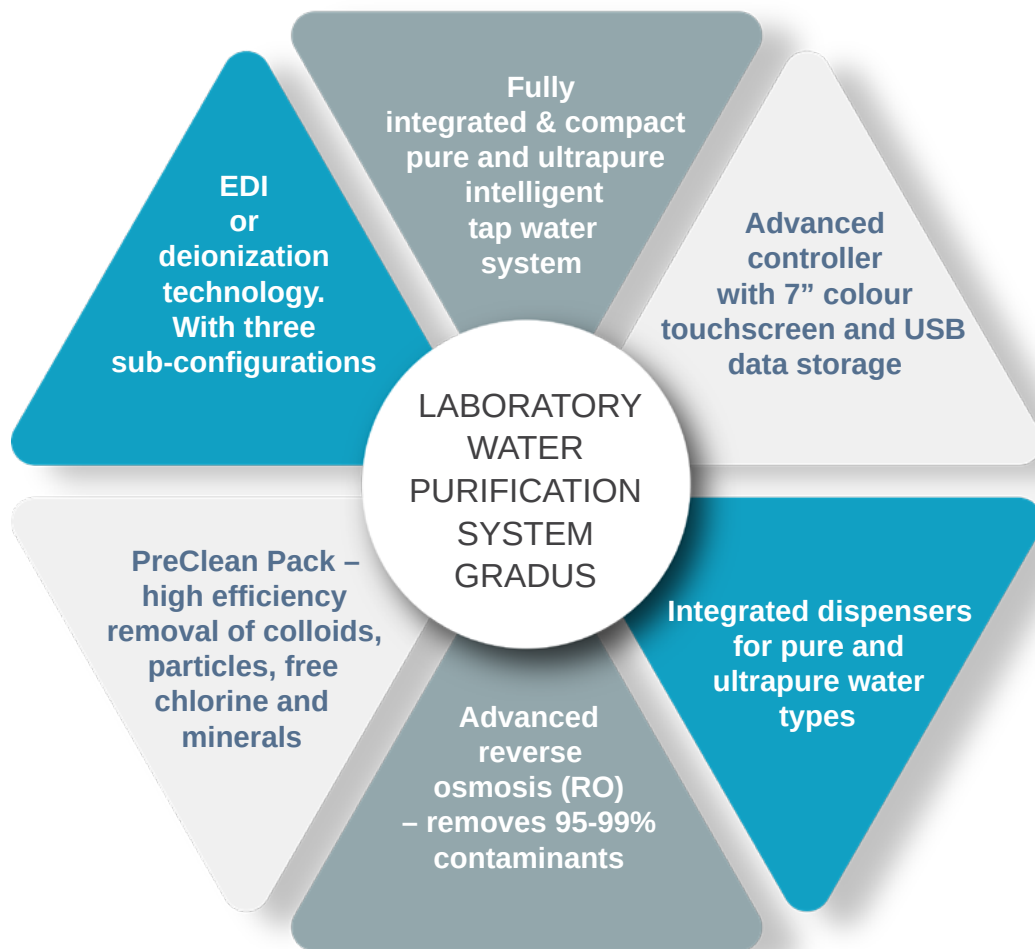 Fully
integrated & compact
pure and ultrapure
intelligent
tap water
system
EDI
or
deionization
technology.
With three
sub-configurations
Advanced
controller
with 7” colour
touchscreen and USB
data storage
LABORATORY
WATER
PURIFICATION
SYSTEM
GRADUS
PreClean Pack –
high efficiency
removal of colloids,
particles, free
chlorine and
minerals
Integrated dispensers
for pure and
ultrapure water
types
Advanced
reverse
osmosis (RO)
– removes 95-99%
contaminants